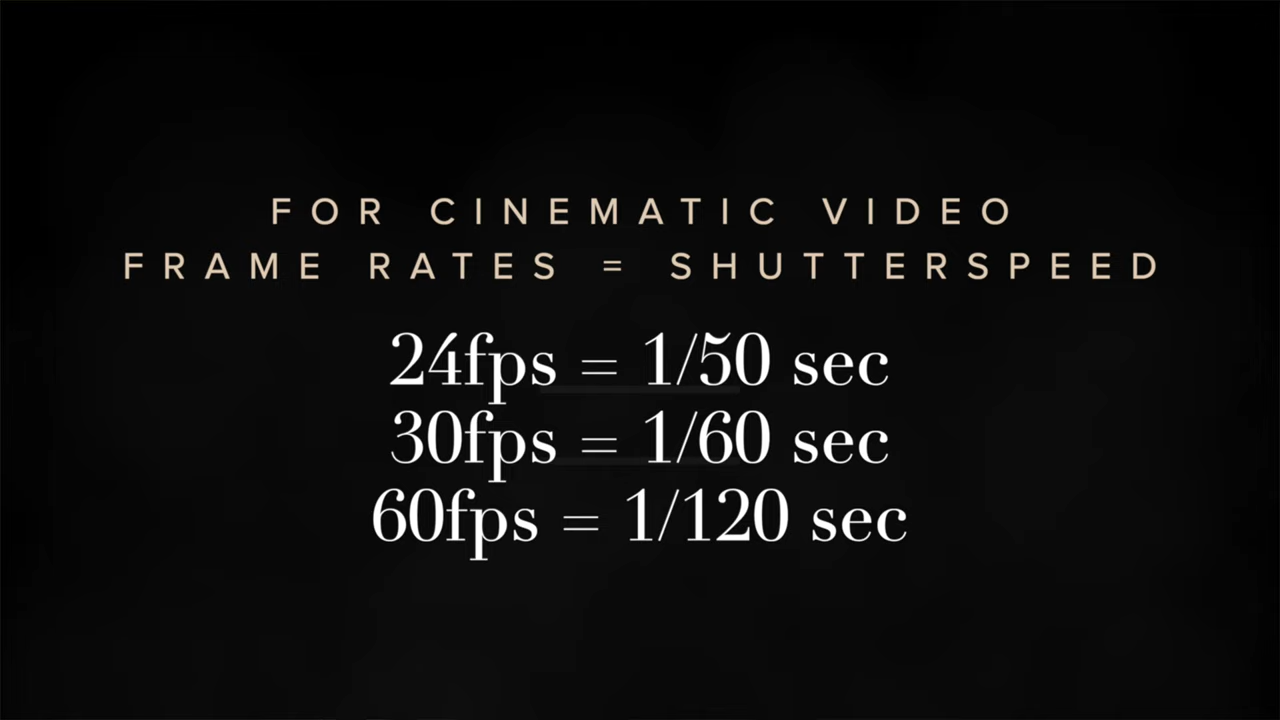 FOR CINEMATIC VIDEO
FRAME RATES = SHUTTERSPEED
24fps = 1/50 sec
30fps = 1/60 sec
60fps = 1/120 sec